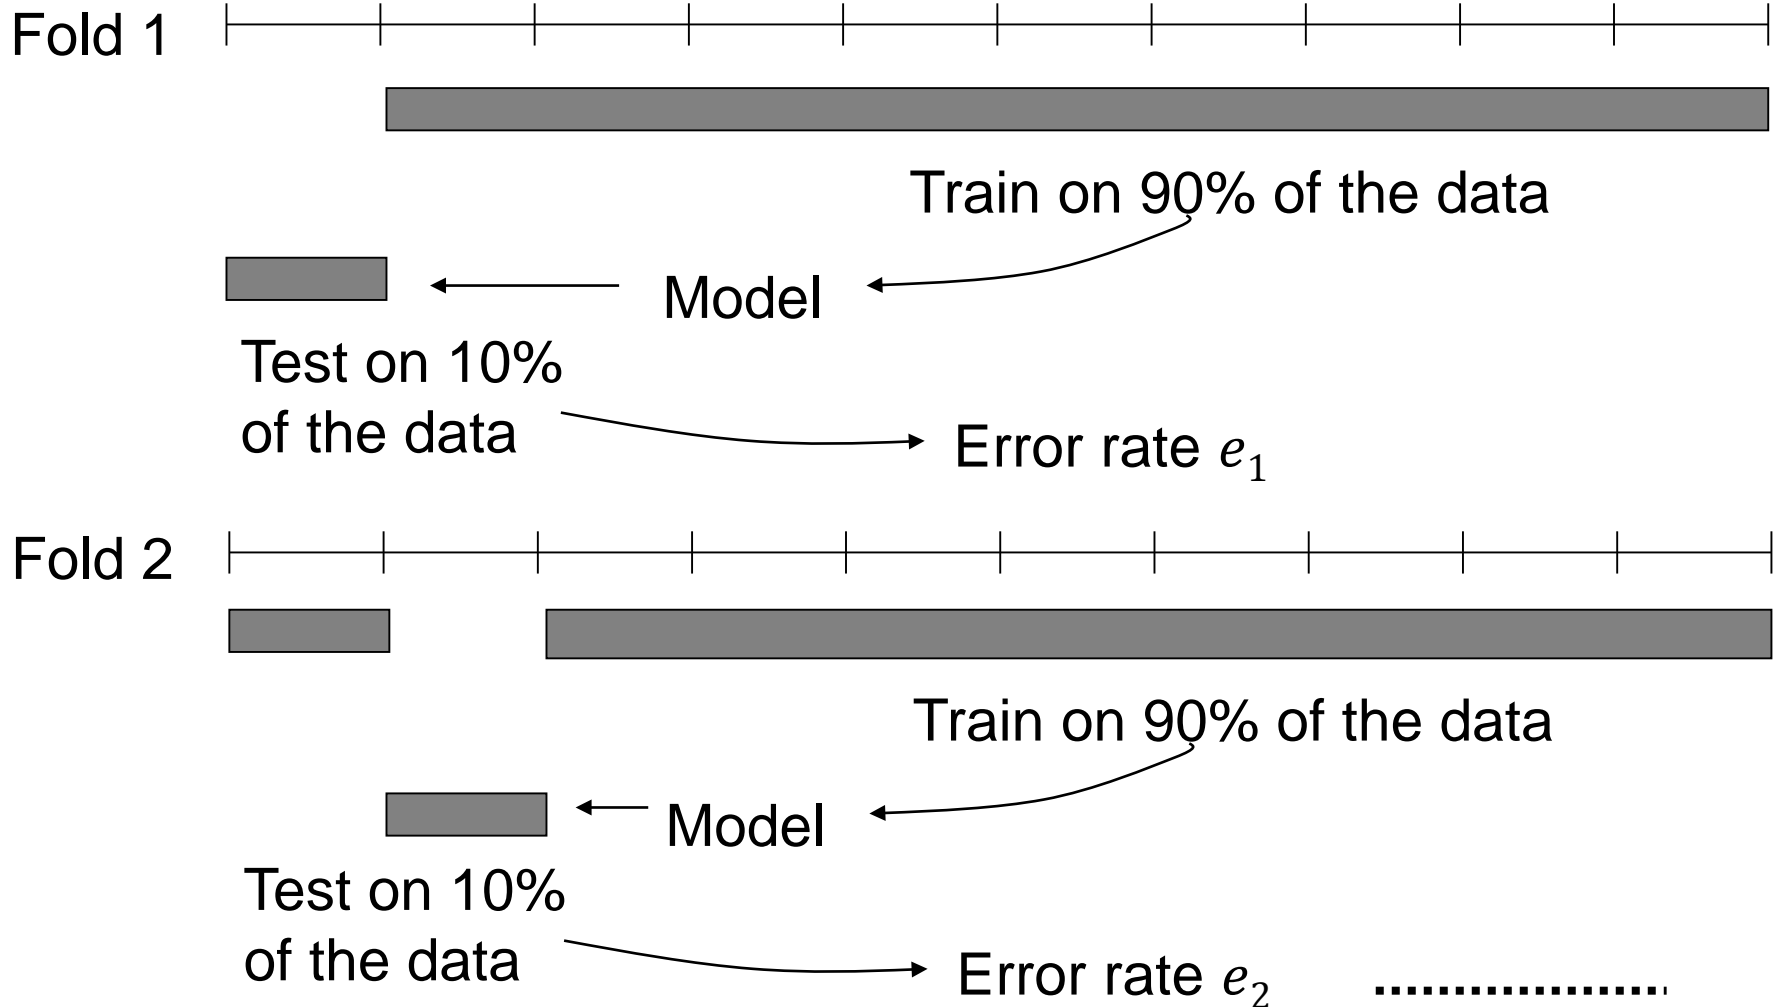 Fold 1
Train on 90% of the data
Model
Test on 10%
of the data
Error rate e₁
Fold 2
Train on 90% of the data
Model
Test on 10%
of the data
Error rate e₂ ...................